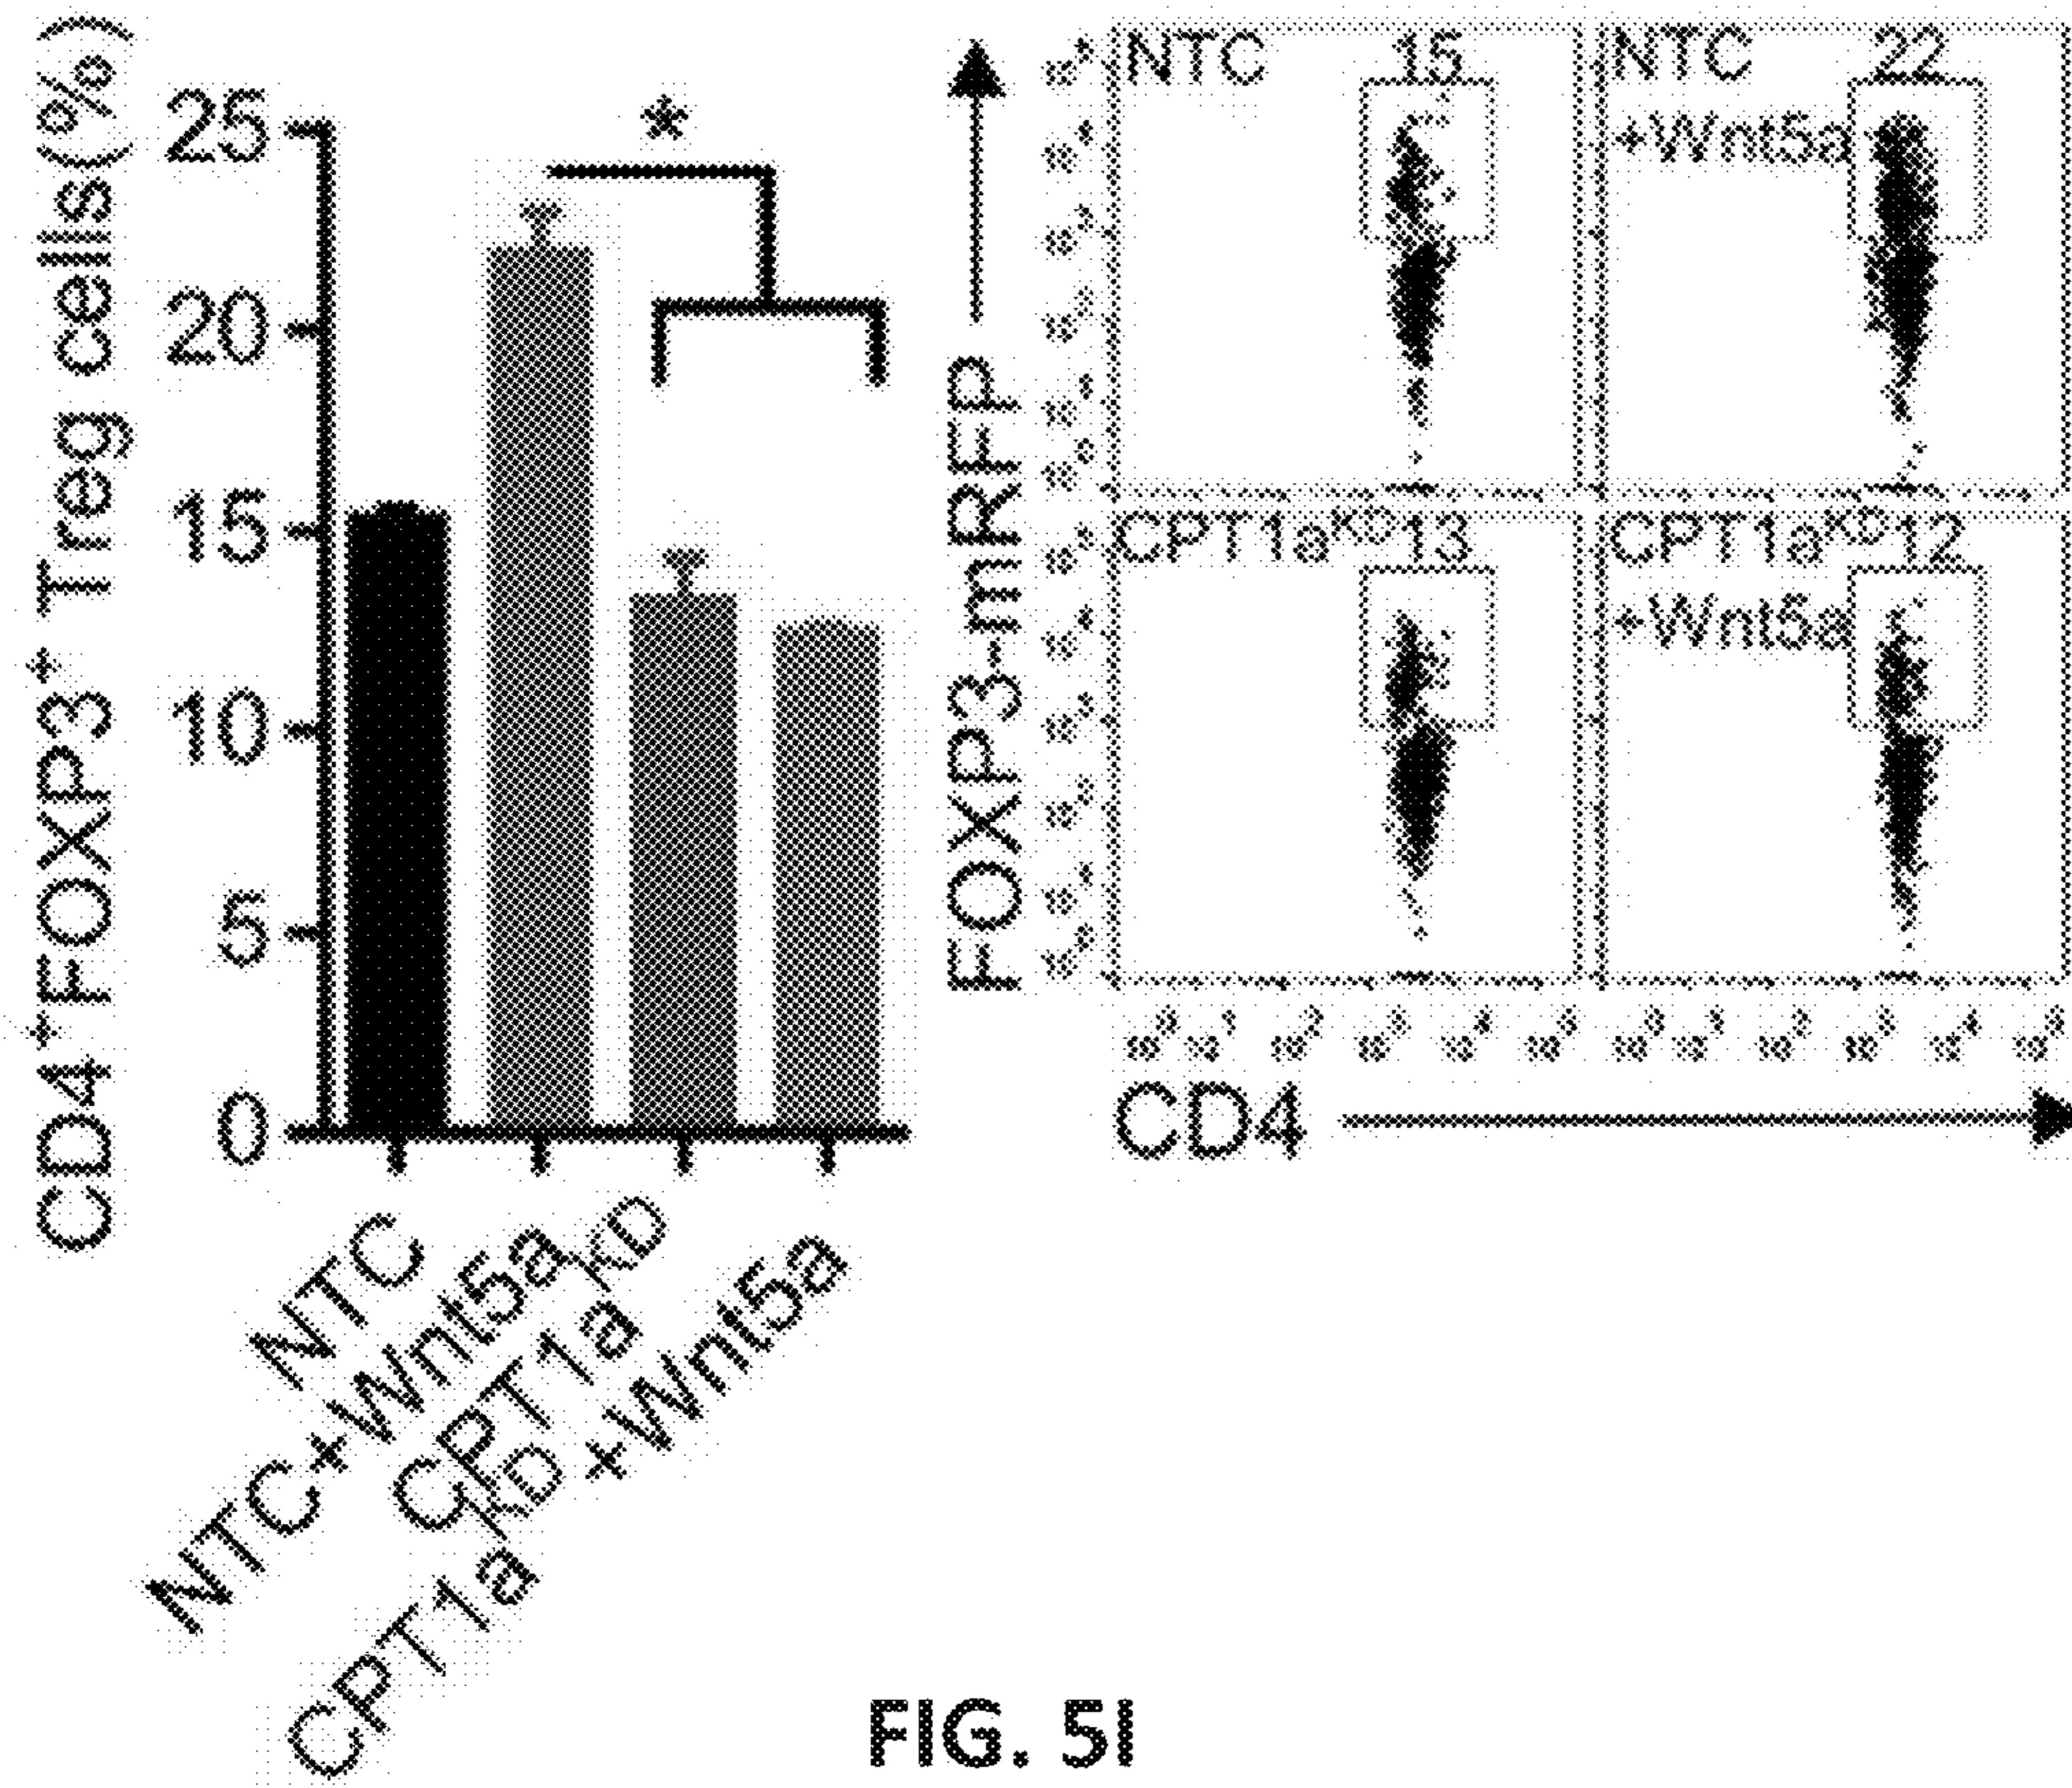 CD4⁺FOXP3⁺ Treg cells(%)
25
20
15
10
5
0
*
NTC
NTC+Wnt5a
CPT1aᴷᴰ
CPT1aᴷᴰ+Wnt5a
FOXP3-mRFP
NTC 15
NTC 22
+Wnt5a
CPT1aᴷᴰ 13
CPT1aᴷᴰ 12
+Wnt5a
CD4
FIG. 5I